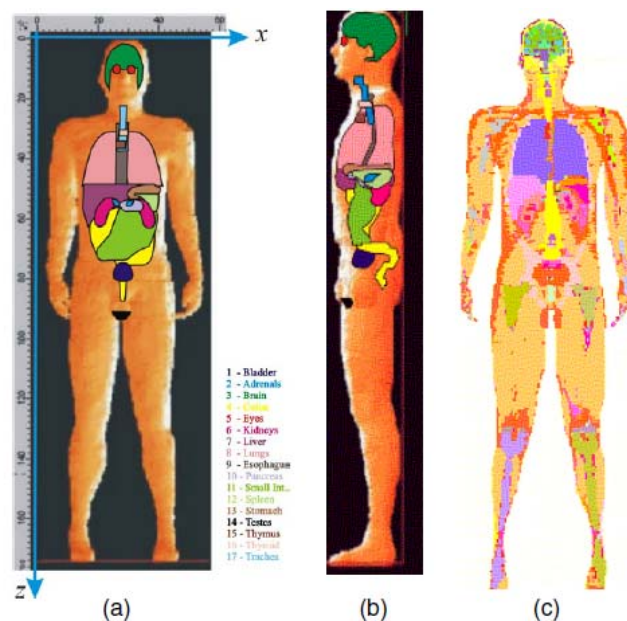 0 20 40 60
x
0
20
40
60
80
100
120
140
160
z
1 - Bladder
2 - Adrenals
3 - Brain
4 - Colon
5 - Eyes
6 - Kidneys
7 - Liver
8 - Lungs
9 - Esophagus
10 - Pancreas
11 - Small Int..
12 - Spleen
13 - Stomach
14 - Testes
15 - Thymus
16 - Thyroid
17 - Trachea
(a) (b) (c)